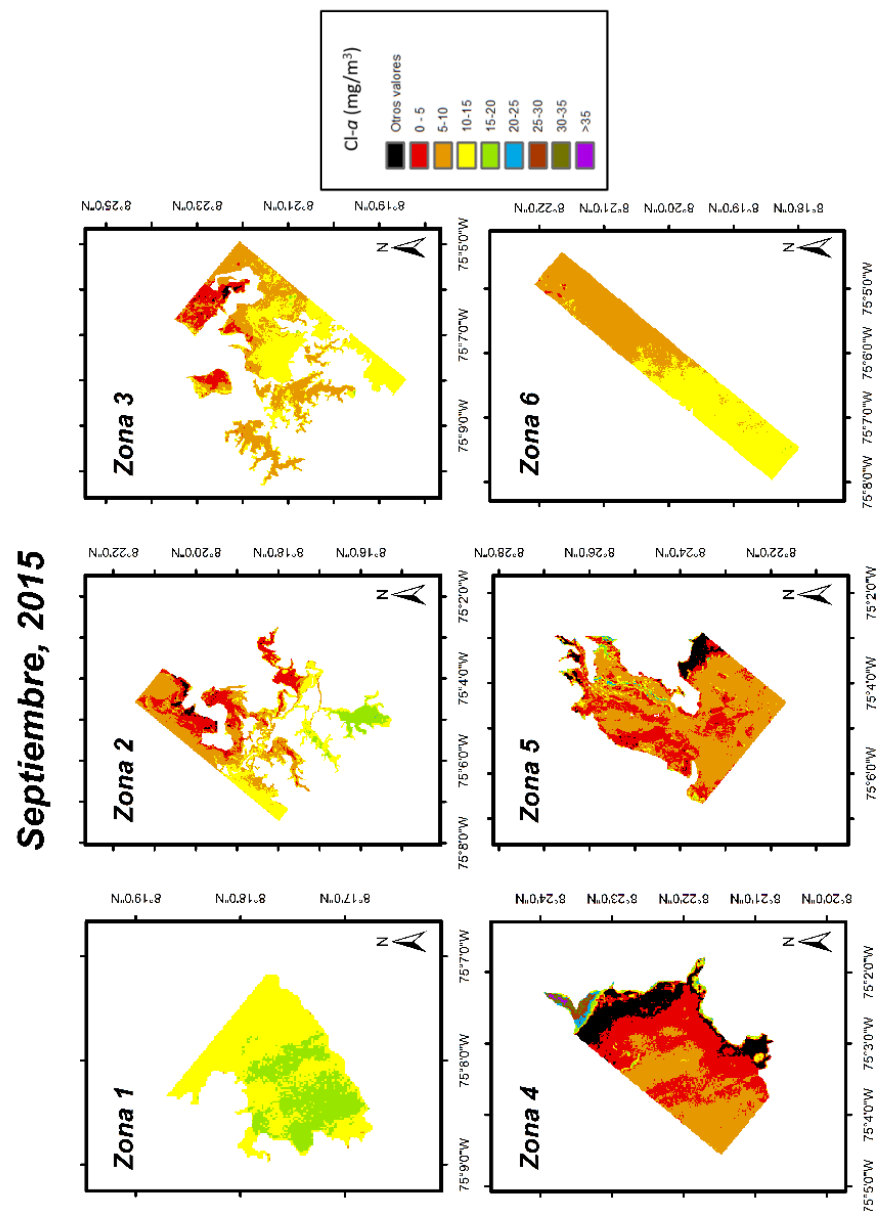 Septiembre, 2015
Zona 1
8°19'0"N
8°18'0"N
8°17'0"N
N
75°9'0"W 75°8'0"W 75°7'0"W
Zona 2
8°22'0"N
8°20'0"N
8°18'0"N
8°16'0"N
N
75°8'0"W 75°6'0"W 75°4'0"W 75°2'0"W
Zona 3
8°25'0"N
8°23'0"N
8°21'0"N
8°19'0"N
N
75°9'0"W 75°7'0"W 75°5'0"W
Zona 4
8°24'0"N
8°23'0"N
8°22'0"N
8°21'0"N
8°20'0"N
N
75°5'0"W 75°4'0"W 75°3'0"W 75°2'0"W
Zona 5
8°28'0"N
8°26'0"N
8°24'0"N
8°22'0"N
N
75°6'0"W 75°4'0"W 75°2'0"W
Zona 6
8°22'0"N
8°21'0"N
8°20'0"N
8°19'0"N
8°18'0"N
N
75°8'0"W 75°7'0"W 75°6'0"W 75°5'0"W
Cl-a (mg/m³)
Otros valores
0 - 5
5-10
10-15
15-20
20-25
25-30
30-35
>35